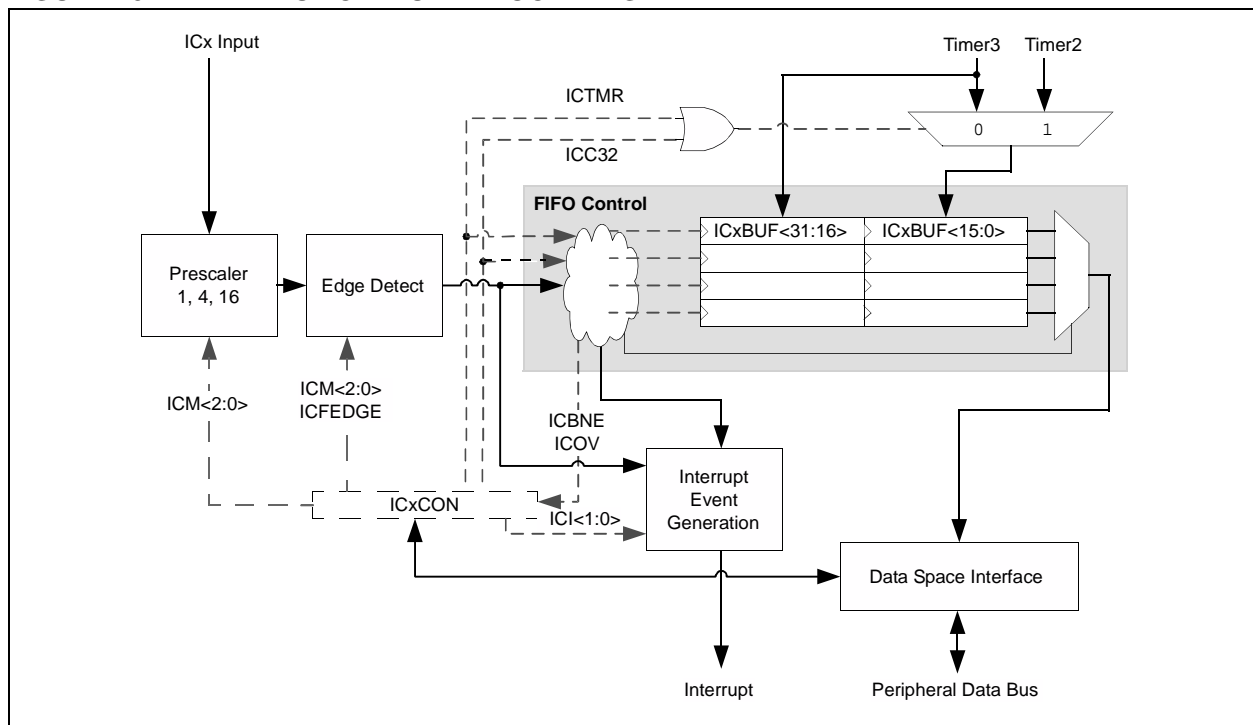 ICx Input
Timer3
Timer2
ICTMR
0
1
ICC32
FIFO Control
ICxBUF<31:16>
ICxBUF<15:0>
Prescaler
1, 4, 16
Edge Detect
ICM<2:0>
ICM<2:0>
ICFEDGE
ICBNE
ICOV
Interrupt
Event
Generation
ICxCON
ICI<1:0>
Data Space Interface
Interrupt
Peripheral Data Bus